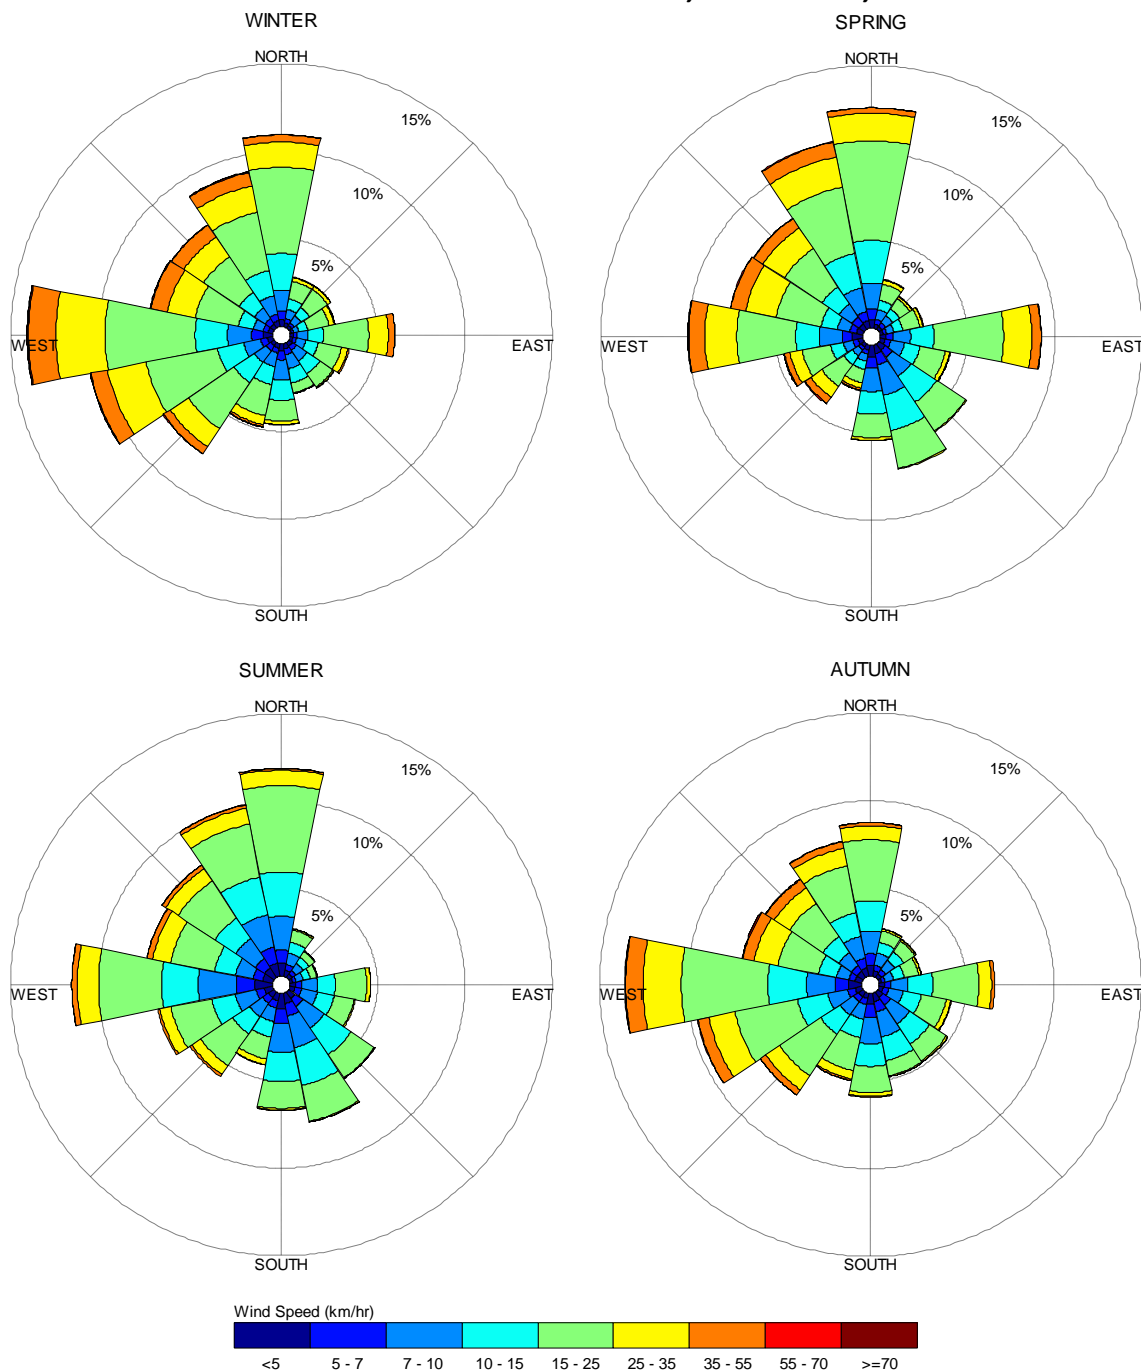 WINTER
NORTH
15%
10%
5%
WEST
EAST
SOUTH
SPRING
NORTH
15%
10%
5%
WEST
EAST
SOUTH
SUMMER
NORTH
15%
10%
5%
WEST
EAST
SOUTH
AUTUMN
NORTH
15%
10%
5%
WEST
EAST
SOUTH
Wind Speed (km/hr)
<5 5 - 7 7 - 10 10 - 15 15 - 25 25 - 35 35 - 55 55 - 70 >=70